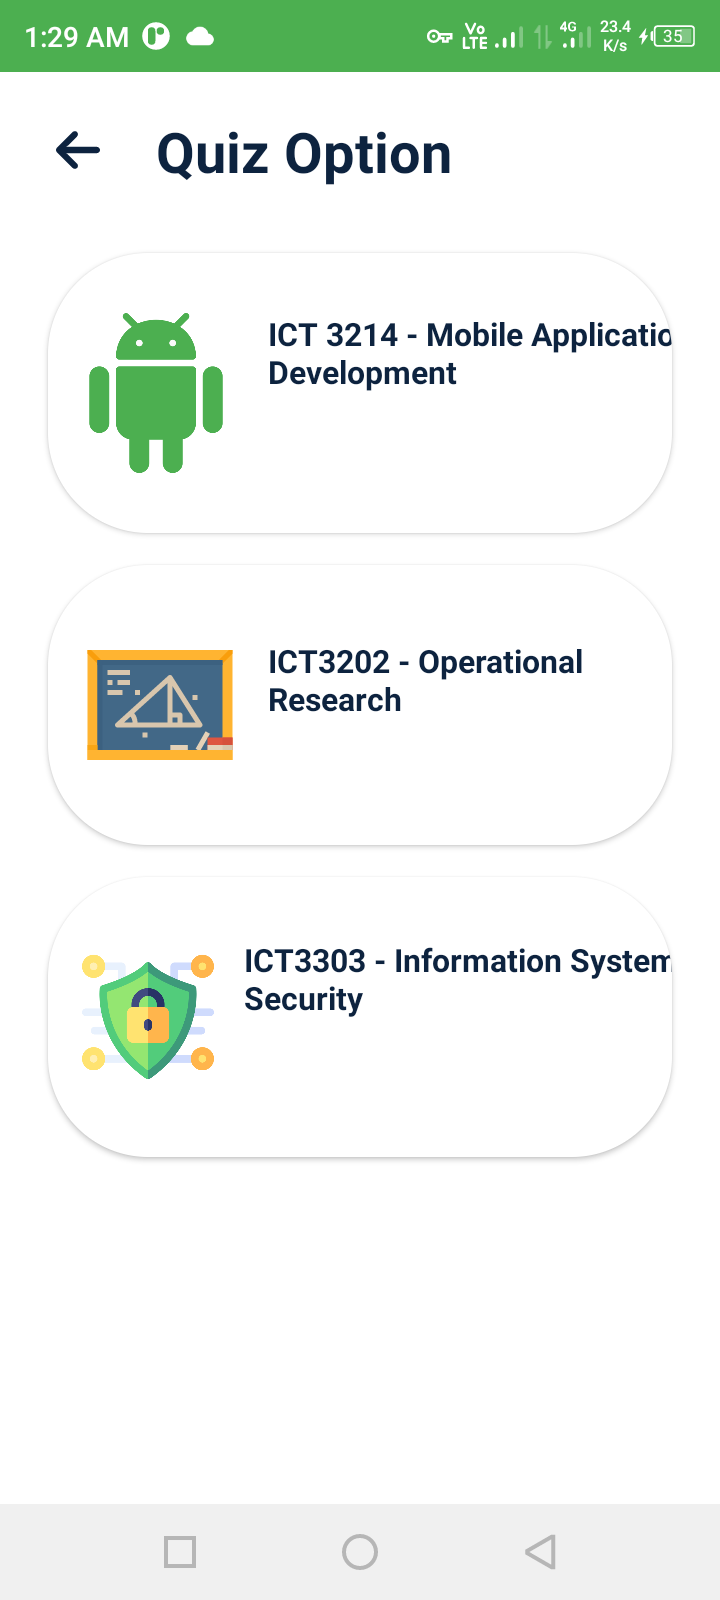 1:29 AM
Vo LTE
4G
23.4 K/s
35
Quiz Option
ICT 3214 - Mobile Applicatio
Development
ICT3202 - Operational
Research
ICT3303 - Information System
Security